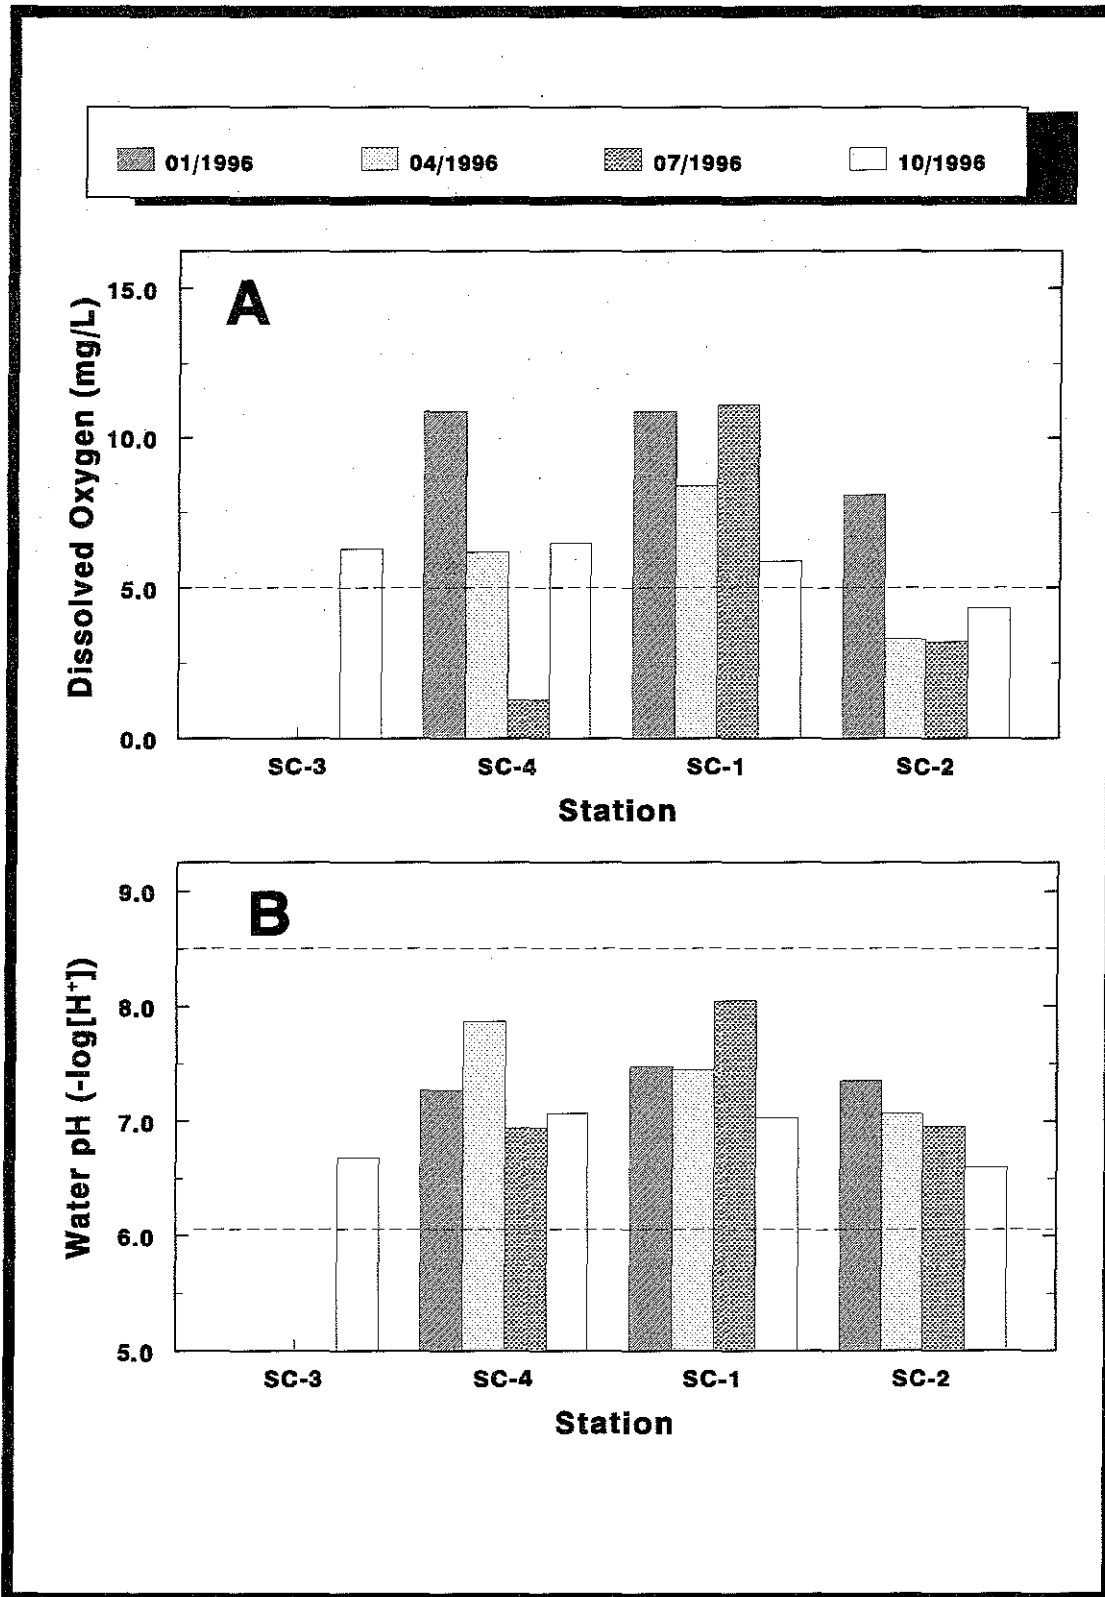 01/1996 04/1996 07/1996 10/1996
A
Dissolved Oxygen (mg/L)
15.0
10.0
5.0
0.0
SC-3 SC-4 SC-1 SC-2
Station
B
Water pH (-log[H⁺])
9.0
8.0
7.0
6.0
5.0
SC-3 SC-4 SC-1 SC-2
Station